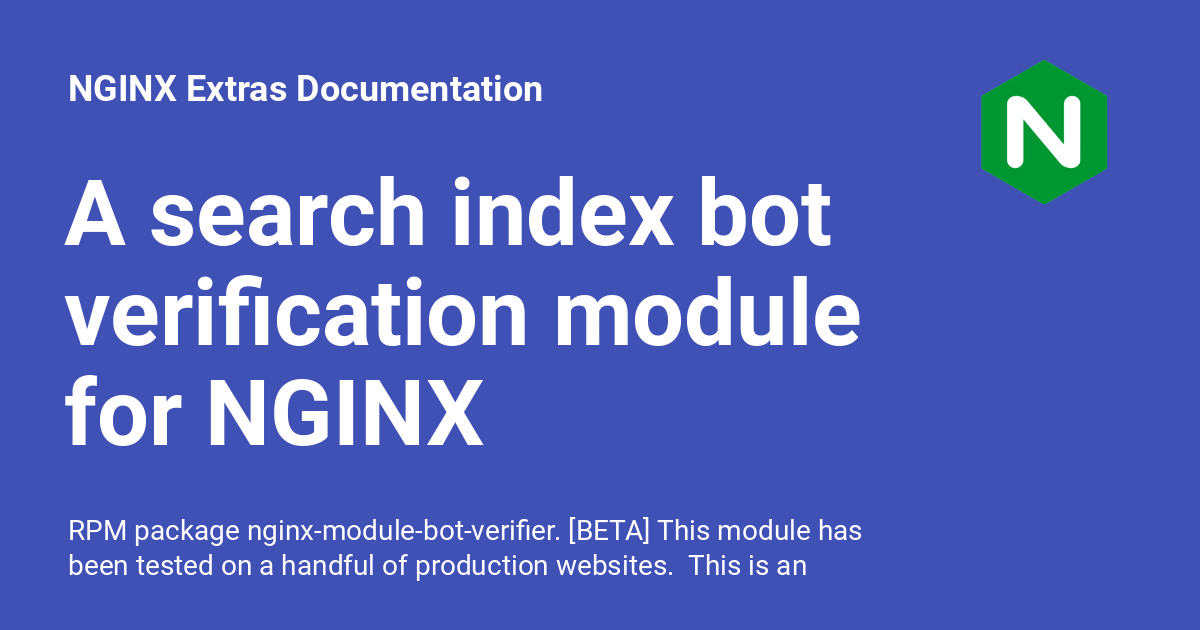 NGINX Extras Documentation
N
A search index bot
verification module
for NGINX
RPM package nginx-module-bot-verifier. [BETA] This module has
been tested on a handful of production websites.  This is an